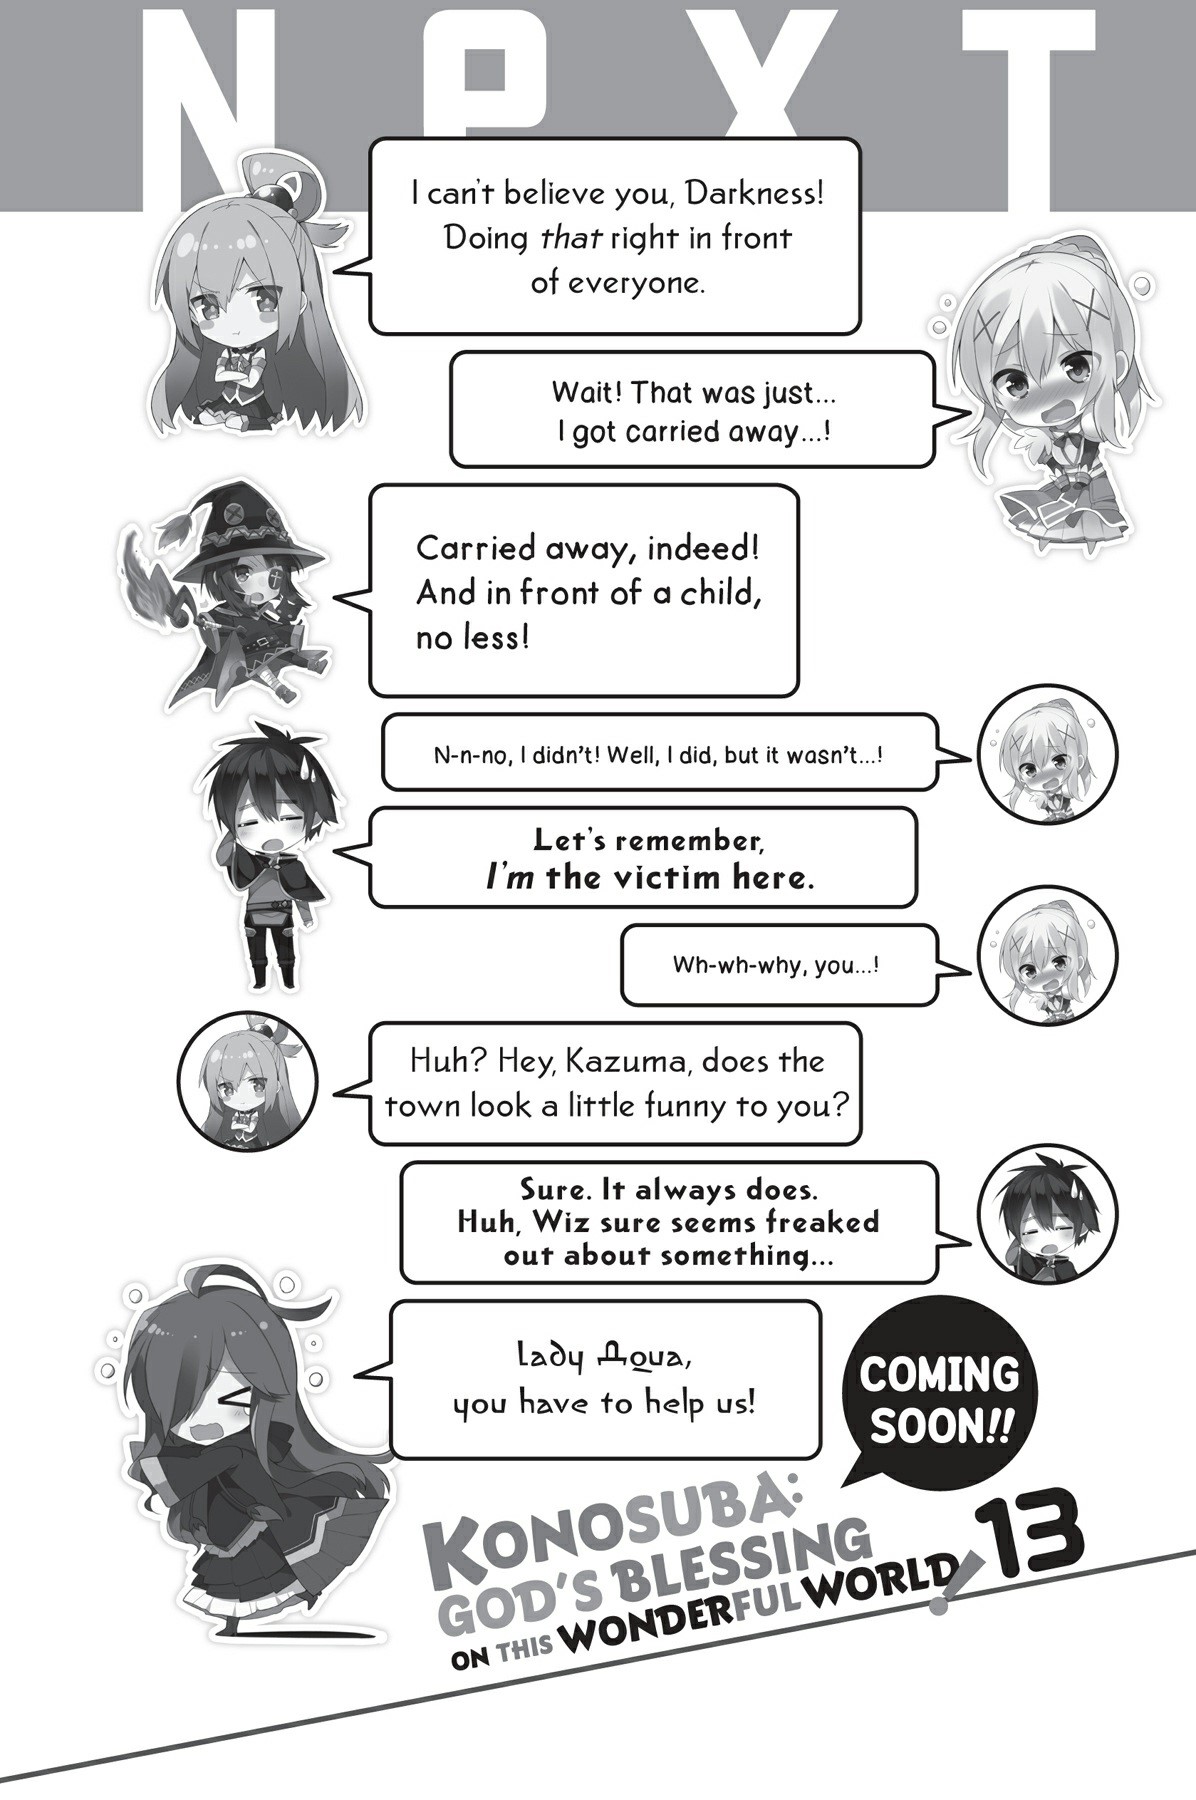 NeXT
I can't believe you, Darkness!
Doing that right in front
of everyone.
Wait! That was just...
I got carried away...!
Carried away, indeed!
And in front of a child,
no less!
N-n-no, I didn't! Well, I did, but it wasn't...!
Let's remember,
I'm the victim here.
Wh-wh-why, you...!
Huh? Hey, Kazuma, does the
town look a little funny to you?
Sure. It always does.
Huh, Wiz sure seems freaked
out about something...
Lady Aqua,
you have to help us!
COMING
SOON!!
KONOSUBA:
GOD'S BLESSING
ON THIS WONDERFUL WORLD! 13